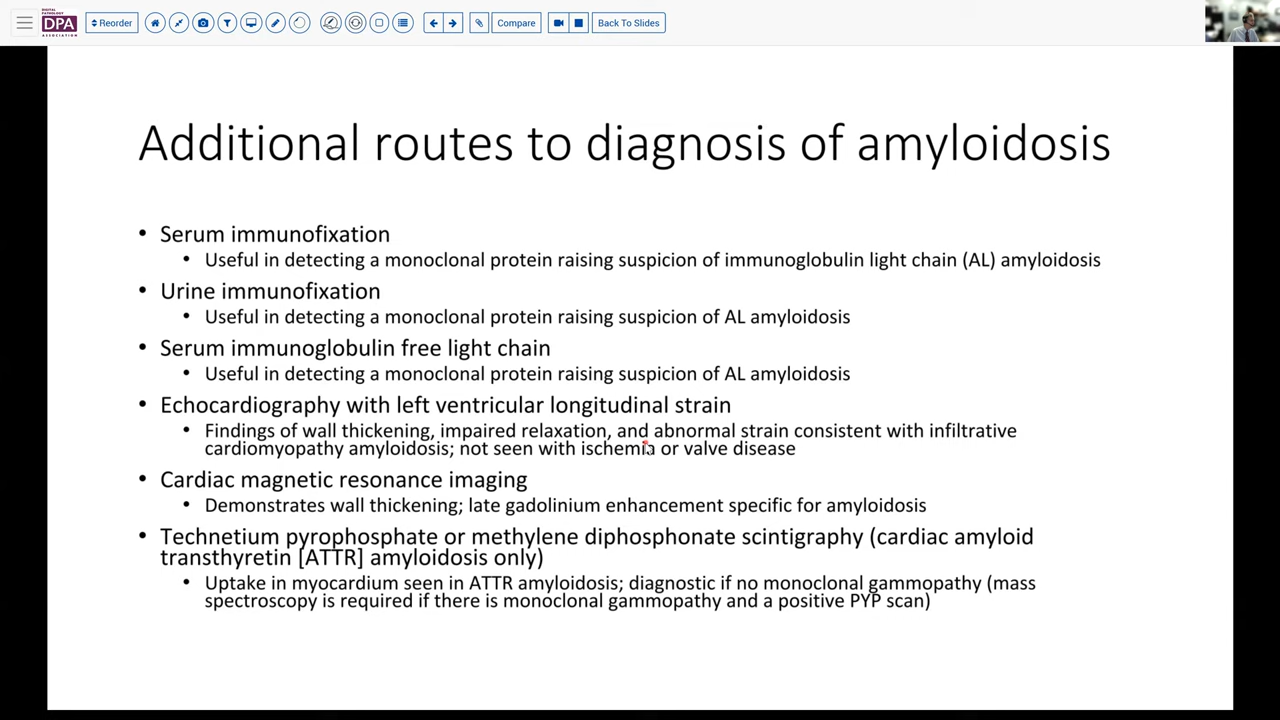 DIGITAL PATHOLOGY
DPA
ASSOCIATION
Reorder
Compare
Back To Slides
Additional routes to diagnosis of amyloidosis
• Serum immunofixation
• Useful in detecting a monoclonal protein raising suspicion of immunoglobulin light chain (AL) amyloidosis
• Urine immunofixation
• Useful in detecting a monoclonal protein raising suspicion of AL amyloidosis
• Serum immunoglobulin free light chain
• Useful in detecting a monoclonal protein raising suspicion of AL amyloidosis
• Echocardiography with left ventricular longitudinal strain
• Findings of wall thickening, impaired relaxation, and abnormal strain consistent with infiltrative
cardiomyopathy amyloidosis; not seen with ischemin or valve disease
• Cardiac magnetic resonance imaging
• Demonstrates wall thickening; late gadolinium enhancement specific for amyloidosis
• Technetium pyrophosphate or methylene diphosphonate scintigraphy (cardiac amyloid
transthyretin [ATTR] amyloidosis only)
• Uptake in myocardium seen in ATTR amyloidosis; diagnostic if no monoclonal gammopathy (mass
spectroscopy is required if there is monoclonal gammopathy and a positive PYP scan)